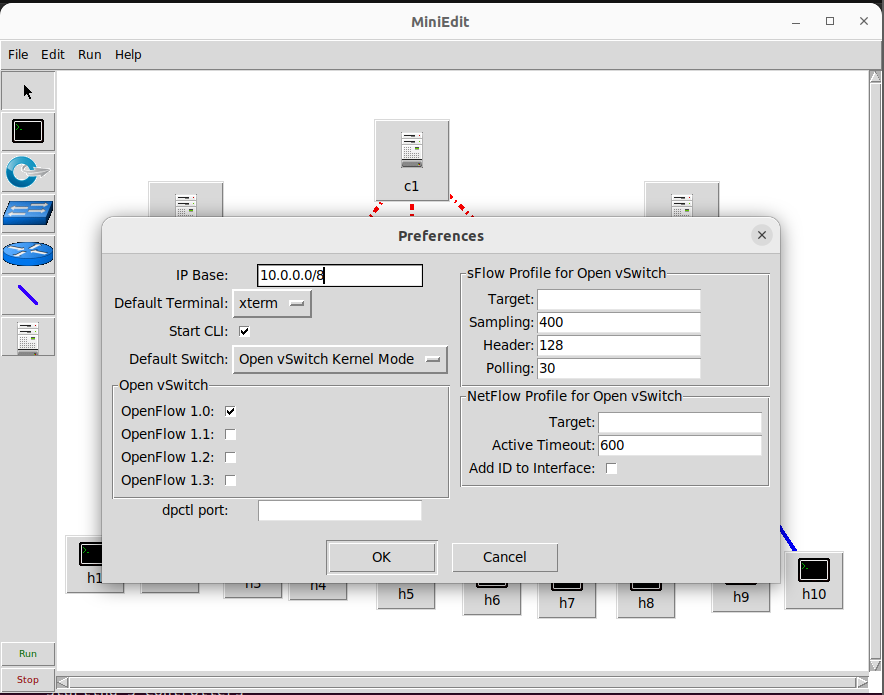 MiniEdit
File Edit Run Help
c1
Preferences
IP Base: 10.0.0.0/8
Default Terminal: xterm
Start CLI:
Default Switch: Open vSwitch Kernel Mode
Open vSwitch
OpenFlow 1.0:
OpenFlow 1.1:
OpenFlow 1.2:
OpenFlow 1.3:
dpctl port:
sFlow Profile for Open vSwitch
Target:
Sampling: 400
Header: 128
Polling: 30
NetFlow Profile for Open vSwitch
Target:
Active Timeout: 600
Add ID to Interface:
OK Cancel
h3 h4 h5 h6 h7 h8 h9 h10
Run
Stop